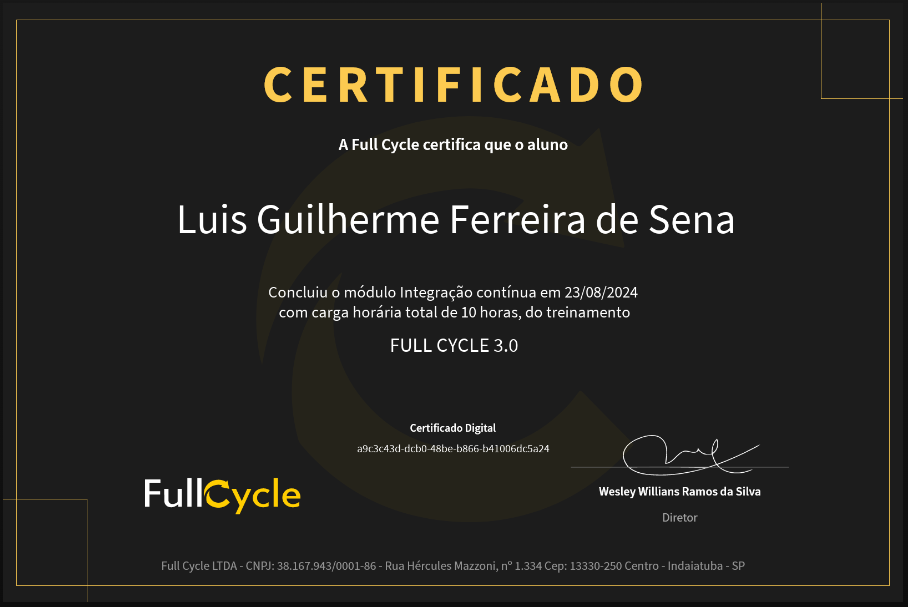 CERTIFICADO
A Full Cycle certifica que o aluno
Luis Guilherme Ferreira de Sena
Concluiu o módulo Integração contínua em 23/08/2024
com carga horária total de 10 horas, do treinamento
FULL CYCLE 3.0
Certificado Digital
a9c3c43d-dcb0-48be-b866-b41006dc5a24
FullCycle
Wesley Willians Ramos da Silva
Diretor
Full Cycle LTDA - CNPJ: 38.167.943/0001-86 - Rua Hércules Mazzoni, nº 1.334 Cep: 13330-250 Centro - Indaiatuba - SP